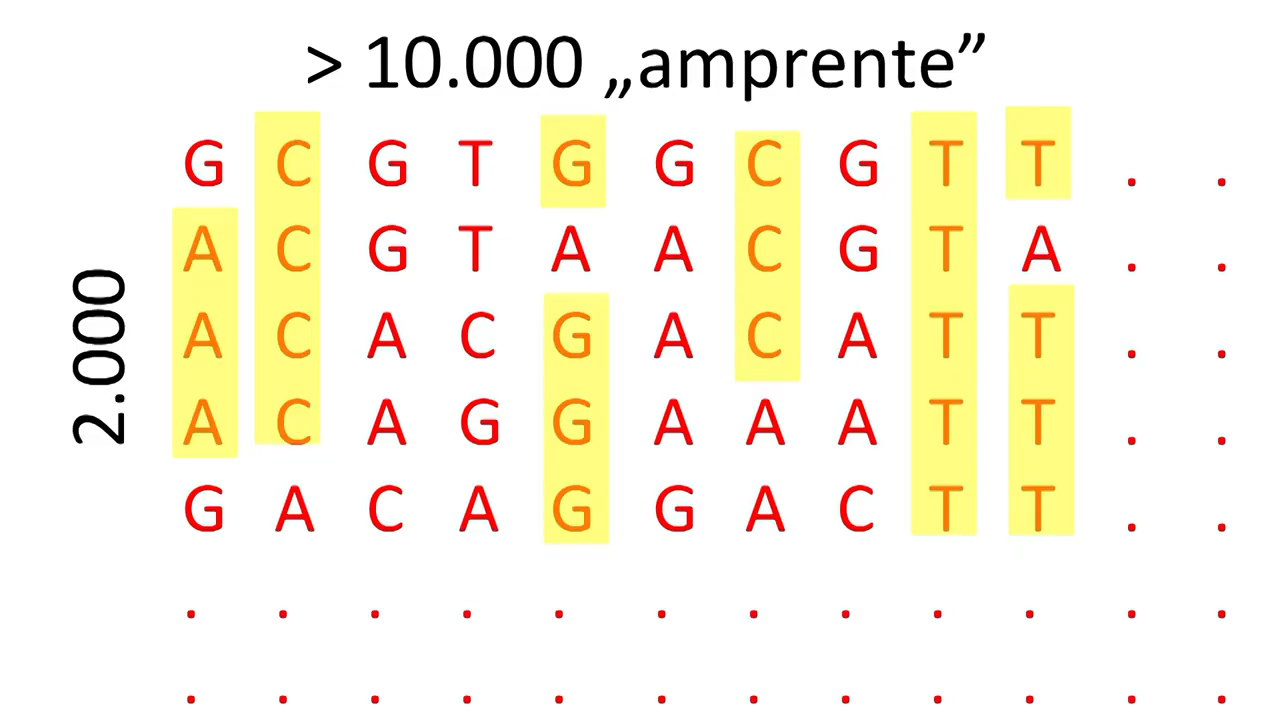 > 10.000 „amprente”
2.000
G C G T G G C G T T . .
A C G T A A C G T A . .
A C A C G A C A T T . .
A C A G G A A A T T . .
G A C A G G A C T T . .
. . . . . . . . . . . .
. . . . . . . . . . . .